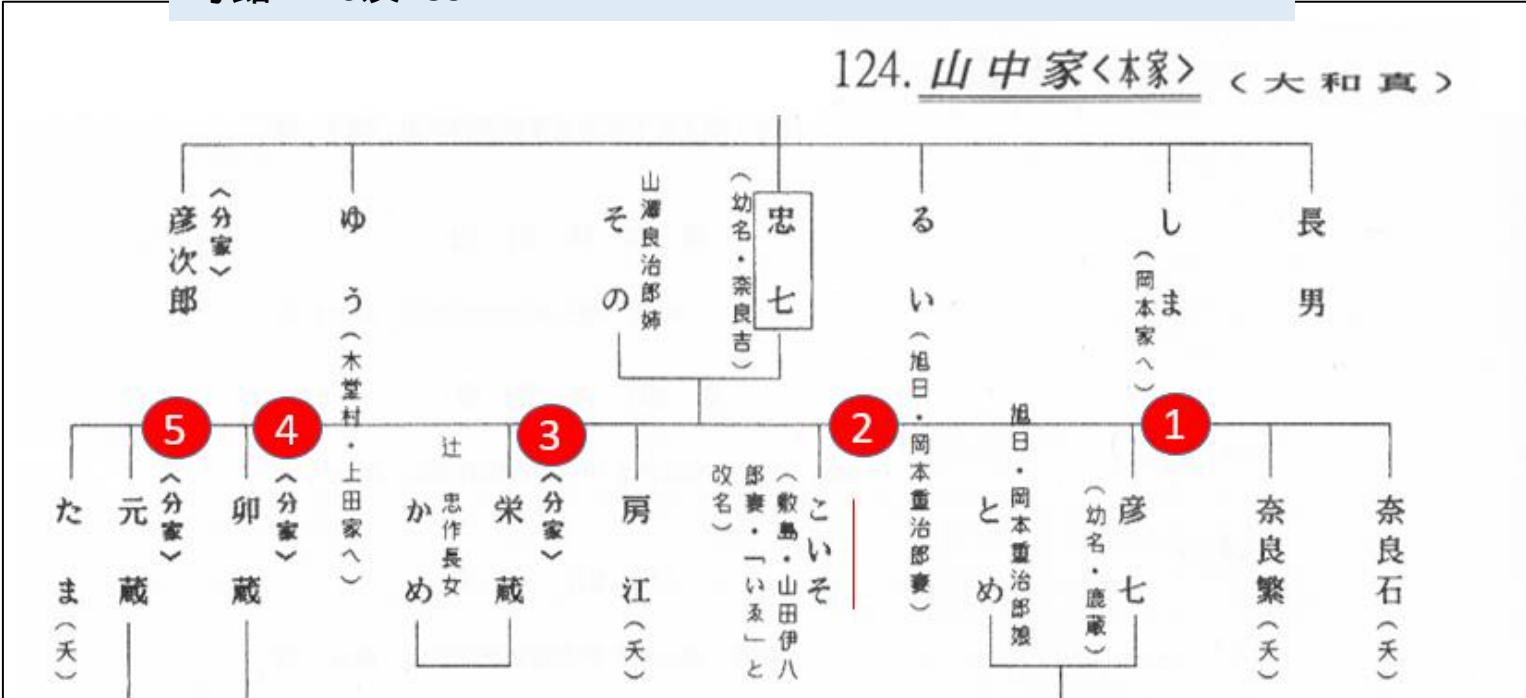 124. 山中家<本家> (大和真)
長男
しま
(岡本家へ)
るい(旭日・岡本重治郎妻)
忠七
(幼名・奈良吉)
山澤良治郎姉
その
ゆう(木堂村・上田家へ)
<分家>
彦次郎
1
2
3
4
5
奈良石(夭)
奈良繁(夭)
彦七
(幼名・鹿蔵)
旭日・岡本重治郎娘
とめ
こいそ
(敷島・山田伊八
郎妻・「いゑ」と
改名)
房江(夭)
<分家>
栄蔵
辻 忠作長女
かめ
<分家>
卯蔵
<分家>
元蔵
たま(夭)